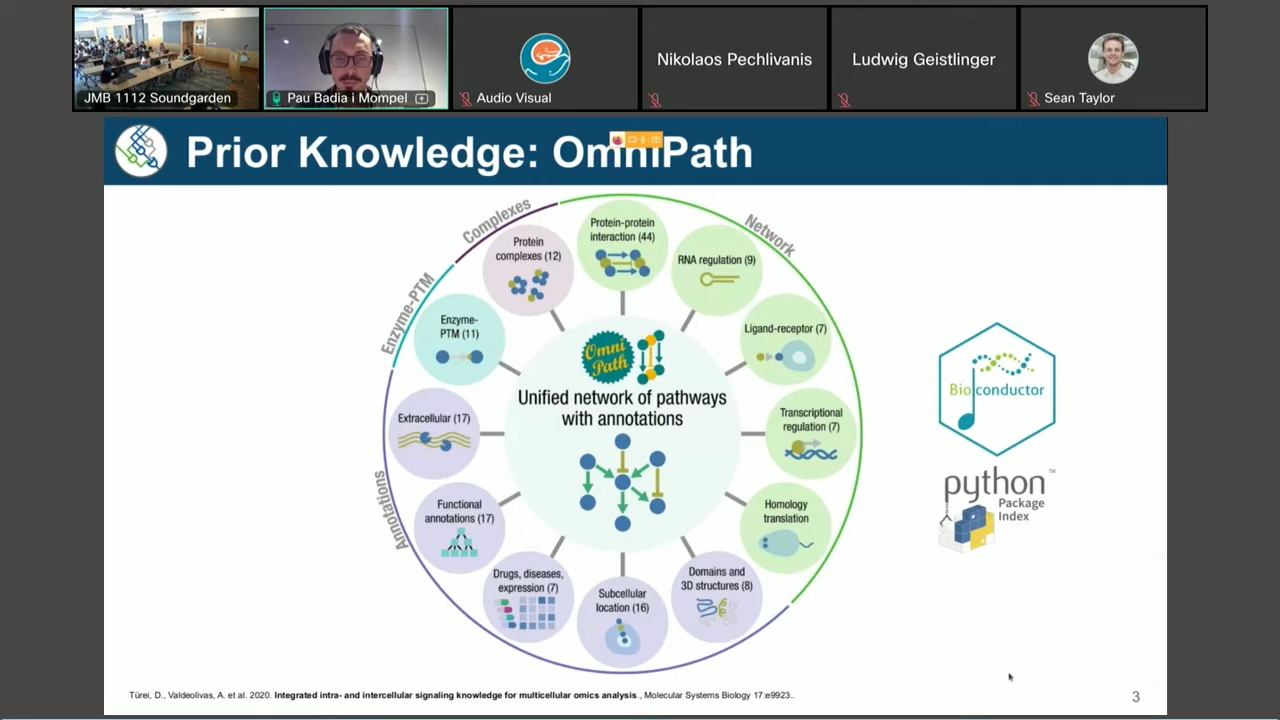 JMB 1112 Soundgarden
Pau Badia i Mompel
Audio Visual
Nikolaos Pechlivanis
Ludwig Geistlinger
Sean Taylor
Prior Knowledge: OmniPath
Complexes
Network
Enzyme-PTM
Annotations
Protein-protein
interaction (44)
RNA regulation (9)
Ligand-receptor (7)
Transcriptional
regulation (7)
Homology
translation
Domains and
3D structures (8)
Subcellular
location (16)
Drugs, diseases,
expression (7)
Functional
annotations (17)
Extracellular (17)
Enzyme-
PTM (11)
Protein
complexes (12)
Omni
Path
Unified network of pathways
with annotations
Bioconductor
python™
Package
Index
Türei, D., Valdeolivas, A. et al. 2020. Integrated intra- and intercellular signaling knowledge for multicellular omics analysis., Molecular Systems Biology 17:e9923..
3